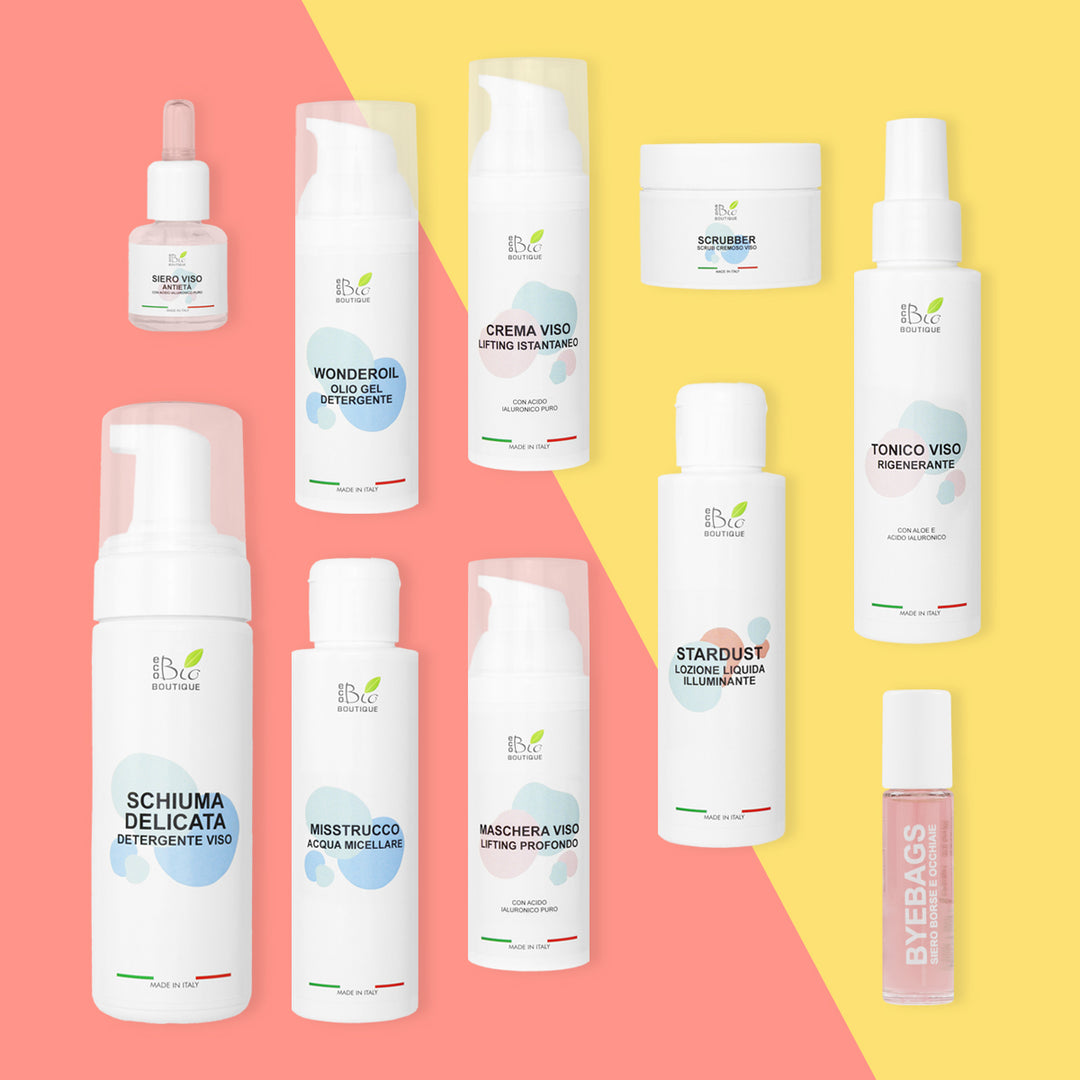 eco Bio
BOUTIQUE
SIERO VISO
ANTIETÀ
CON ACIDO IALURONICO PURO
MADE IN ITALY
eco Bio
BOUTIQUE
WONDEROIL
OLIO GEL
DETERGENTE
MADE IN ITALY
eco Bio
BOUTIQUE
CREMA VISO
LIFTING ISTANTANEO
CON ACIDO
IALURONICO PURO
MADE IN ITALY
eco Bio
BOUTIQUE
SCRUBBER
SCRUB CREMOSO VISO
MADE IN ITALY
eco Bio
BOUTIQUE
TONICO VISO
RIGENERANTE
CON ALOE E
ACIDO IALURONICO
MADE IN ITALY
eco Bio
BOUTIQUE
SCHIUMA
DELICATA
DETERGENTE VISO
MADE IN ITALY
eco Bio
BOUTIQUE
MISSTRUCCO
ACQUA MICELLARE
MADE IN ITALY
eco Bio
BOUTIQUE
MASCHERA VISO
LIFTING PROFONDO
CON ACIDO
IALURONICO PURO
MADE IN ITALY
eco Bio
BOUTIQUE
STARDUST
LOZIONE LIQUIDA
ILLUMINANTE
MADE IN ITALY
BYEBAGS
SIERO BORSE E OCCHIAIE